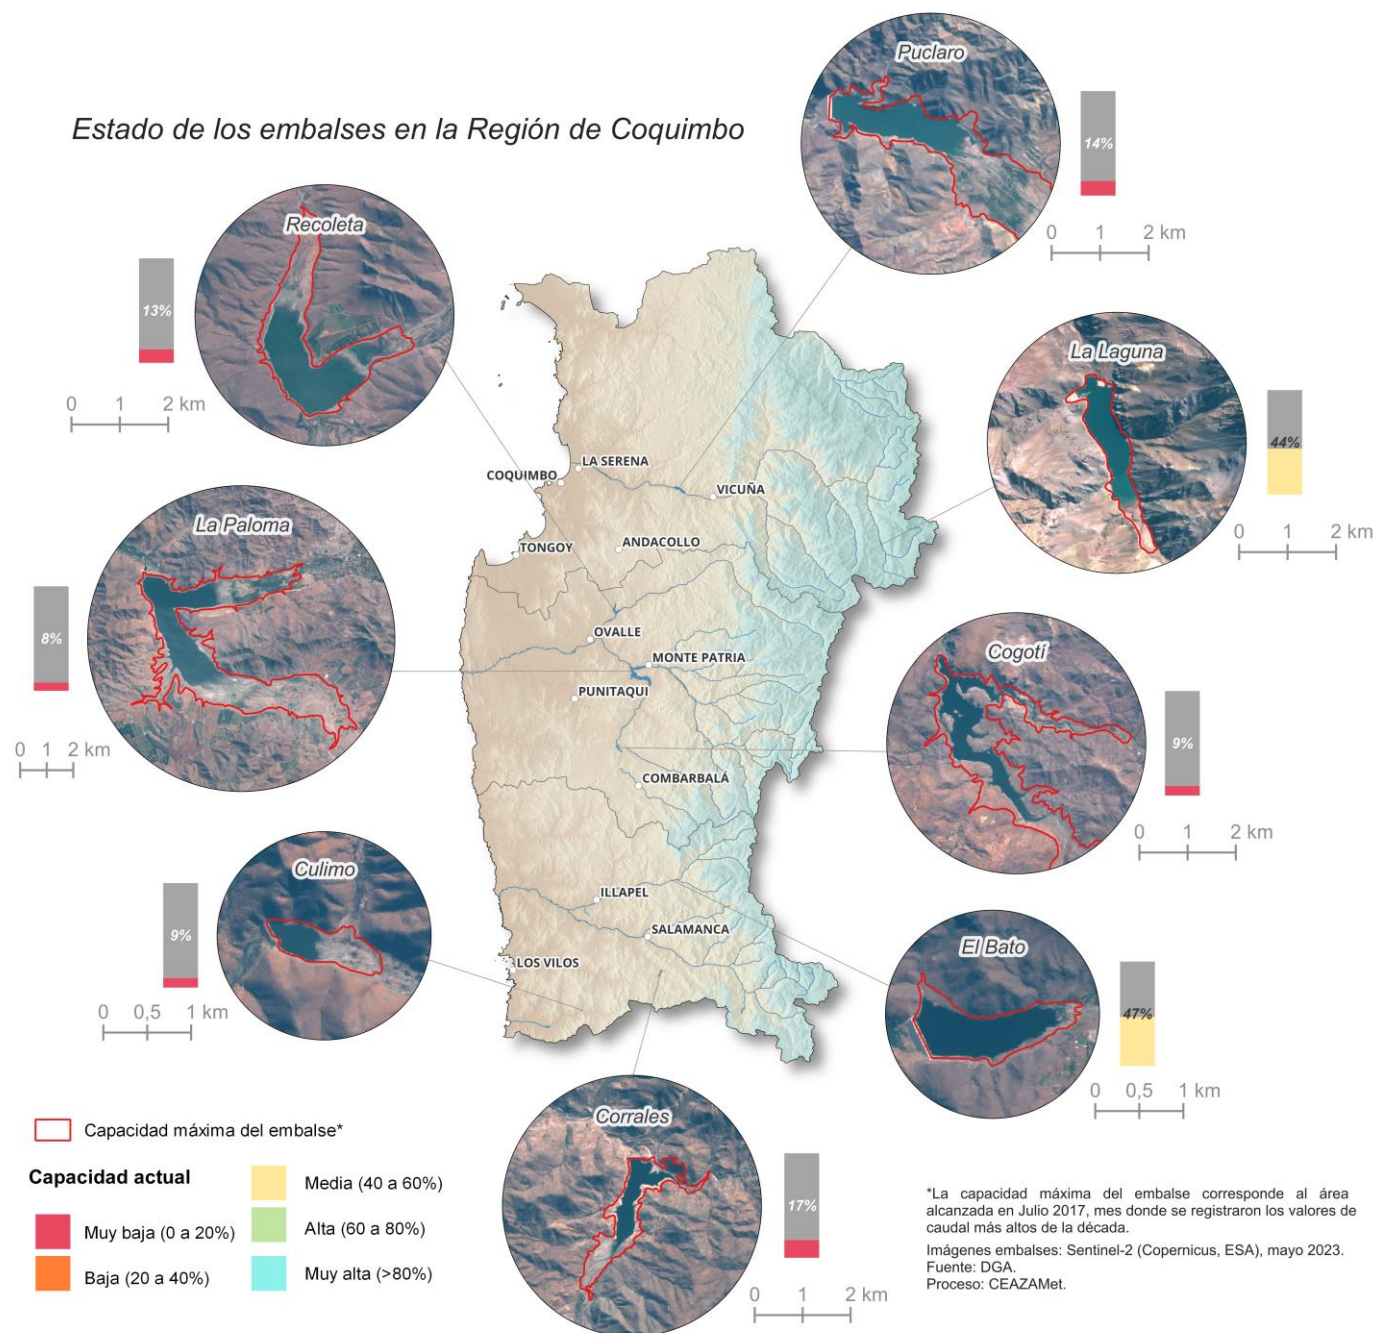 Estado de los embalses en la Región de Coquimbo
Puclaro
14%
0 1 2 km
Recoleta
13%
0 1 2 km
La Laguna
44%
0 1 2 km
La Paloma
8%
0 1 2 km
Cogotí
9%
0 1 2 km
Culimo
9%
0 0,5 1 km
El Bato
47%
0 0,5 1 km
Corrales
17%
0 1 2 km
COQUIMBO
LA SERENA
VICUÑA
TONGOY
ANDACOLLO
OVALLE
MONTE PATRIA
PUNITAQUI
COMBARBALÁ
ILLAPEL
SALAMANCA
LOS VILOS
Capacidad máxima del embalse*
Capacidad actual
Muy baja (0 a 20%)
Baja (20 a 40%)
Media (40 a 60%)
Alta (60 a 80%)
Muy alta (>80%)
*La capacidad máxima del embalse corresponde al área
alcanzada en Julio 2017, mes donde se registraron los valores de
caudal más altos de la década.
Imágenes embalses: Sentinel-2 (Copernicus, ESA), mayo 2023.
Fuente: DGA.
Proceso: CEAZAMet.